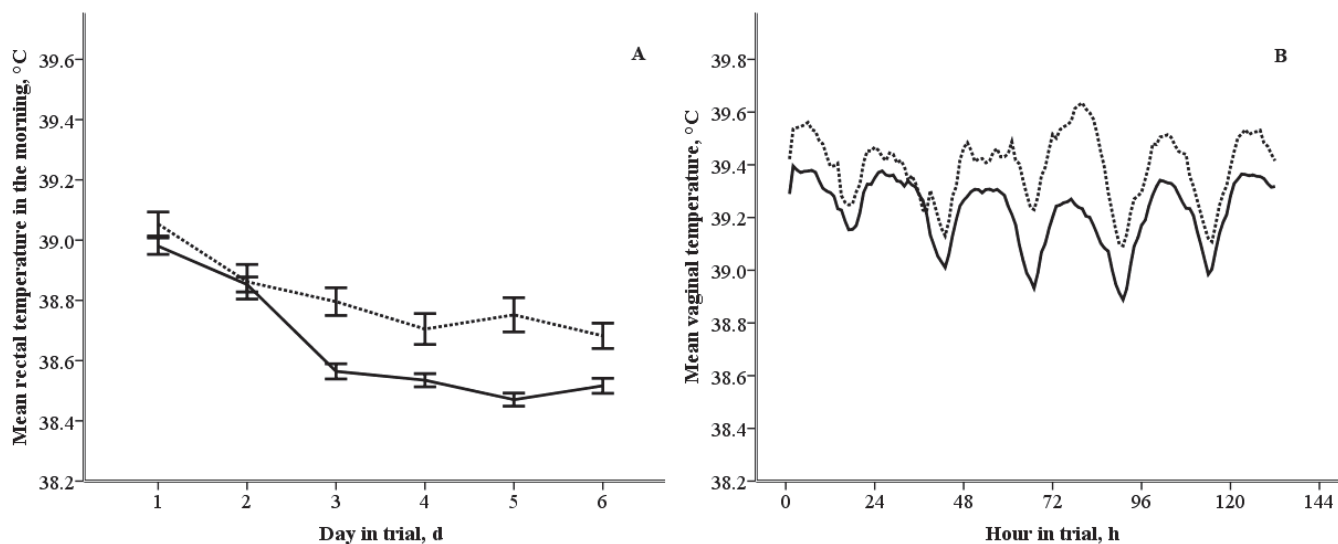 A
Mean rectal temperature in the morning, °C
39.6
39.4
39.2
39.0
38.8
38.6
38.4
38.2
1 2 3 4 5 6
Day in trial, d
B
Mean vaginal temperature, °C
39.8
39.6
39.4
39.2
39.0
38.8
38.6
38.4
38.2
0 24 48 72 96 120 144
Hour in trial, h